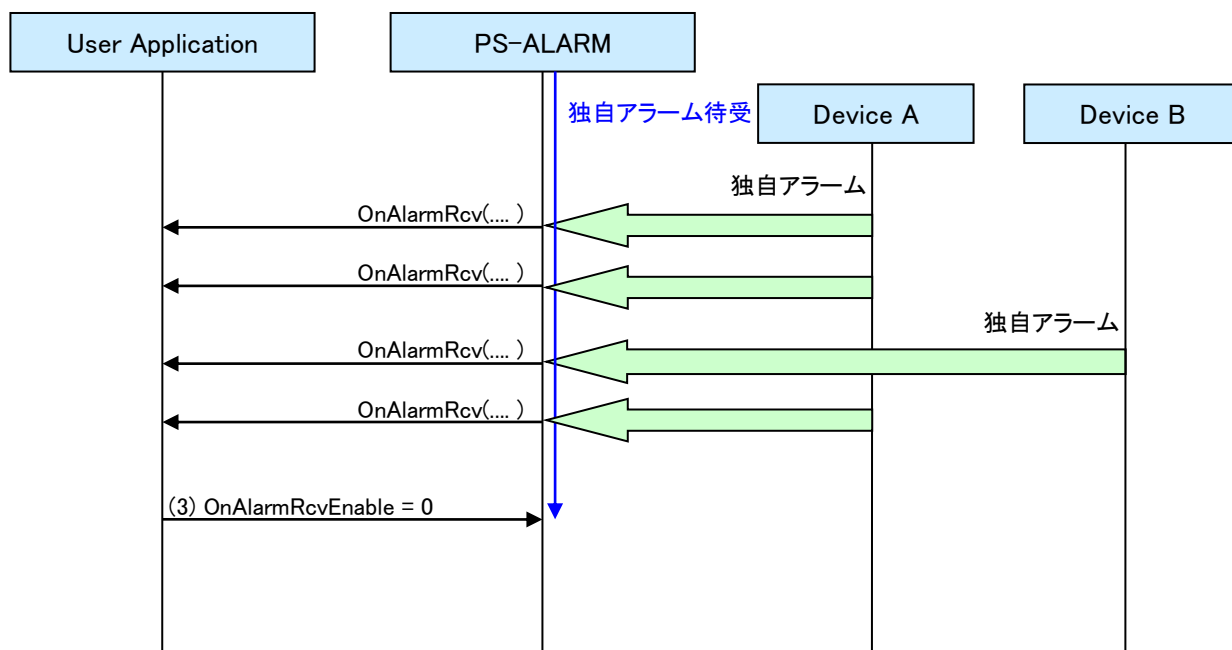 User Application
PS-ALARM
独自アラーム待受
Device A
Device B
独自アラーム
OnAlarmRcv(.... )
OnAlarmRcv(.... )
独自アラーム
OnAlarmRcv(.... )
OnAlarmRcv(.... )
(3) OnAlarmRcvEnable = 0